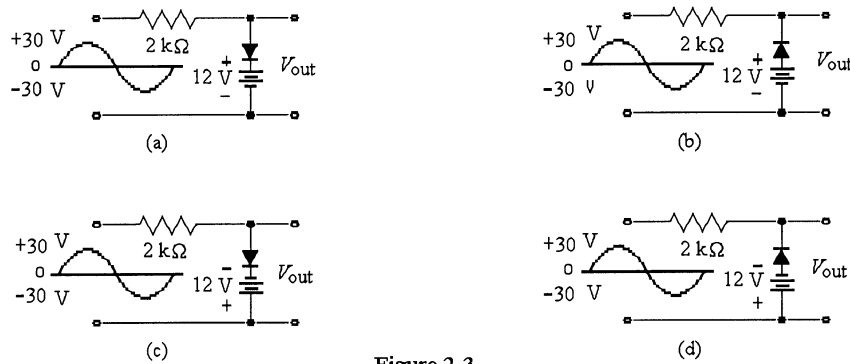 +30 V
0
-30 V
2 kΩ
+
12 V
−
Vout
(a)
+30 V
0
-30 V
2 kΩ
+
12 V
−
Vout
(b)
+30 V
0
-30 V
2 kΩ
−
12 V
+
Vout
(c)
+30 V
0
-30 V
2 kΩ
−
12 V
+
Vout
(d)
Figure 2-3